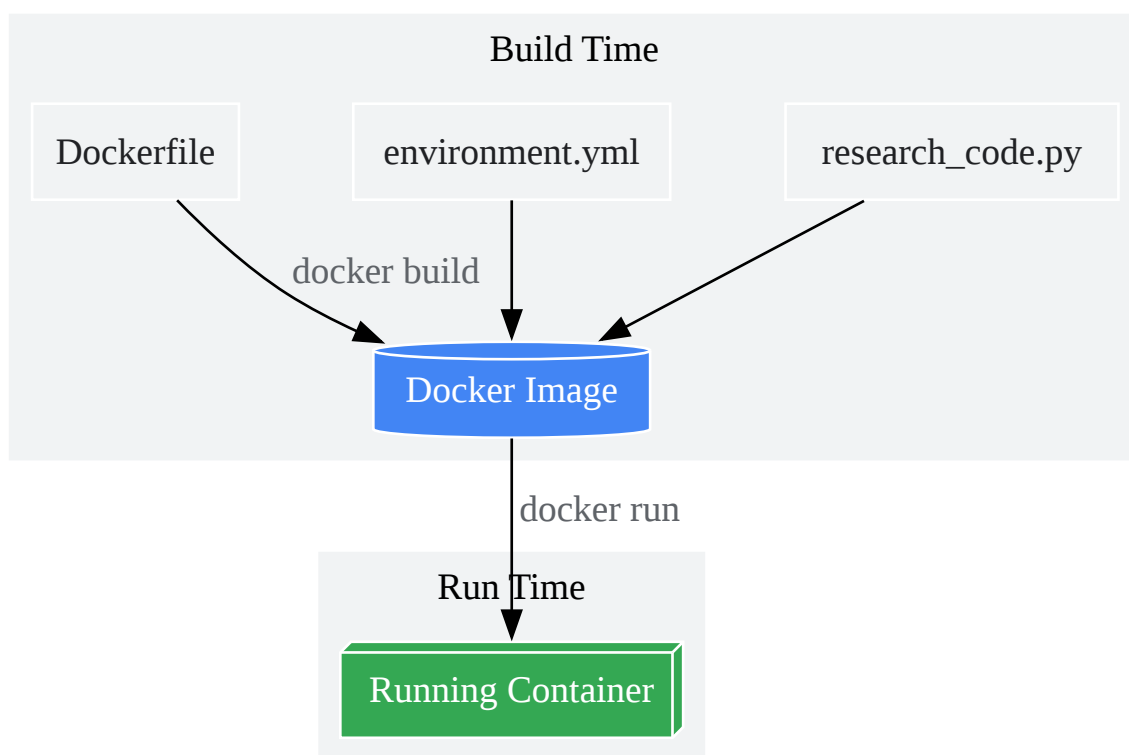 Build Time
Dockerfile
environment.yml
research_code.py
docker build
Docker Image
docker run
Run Time
Running Container